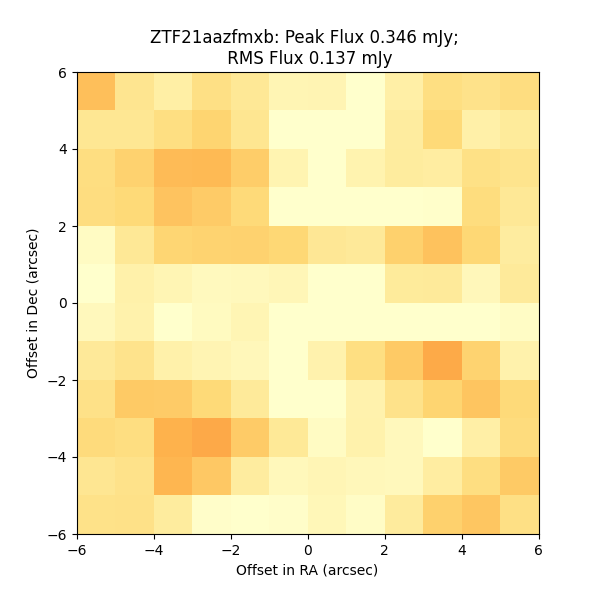 ZTF21aazfmxb: Peak Flux 0.346 mJy;
RMS Flux 0.137 mJy
6
4
2
0
−2
−4
−6
Offset in Dec (arcsec)
−6 −4 −2 0 2 4 6
Offset in RA (arcsec)